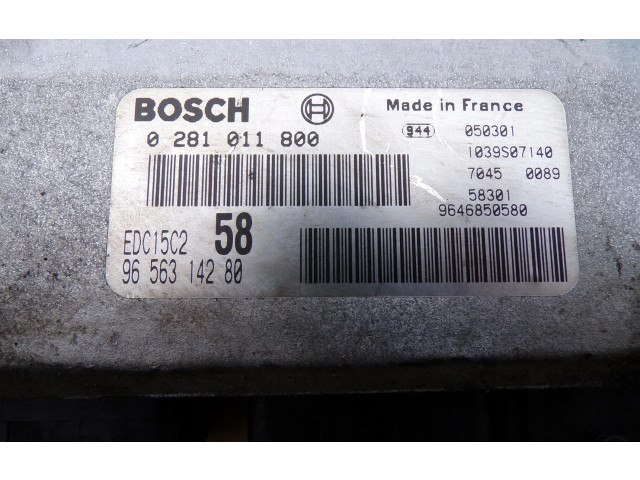 BOSCH
Made in France
0 281 011 800
944 050301
1039S07140
7045 0089
58301
9646850580
EDC15C2 58
96 563 142 80